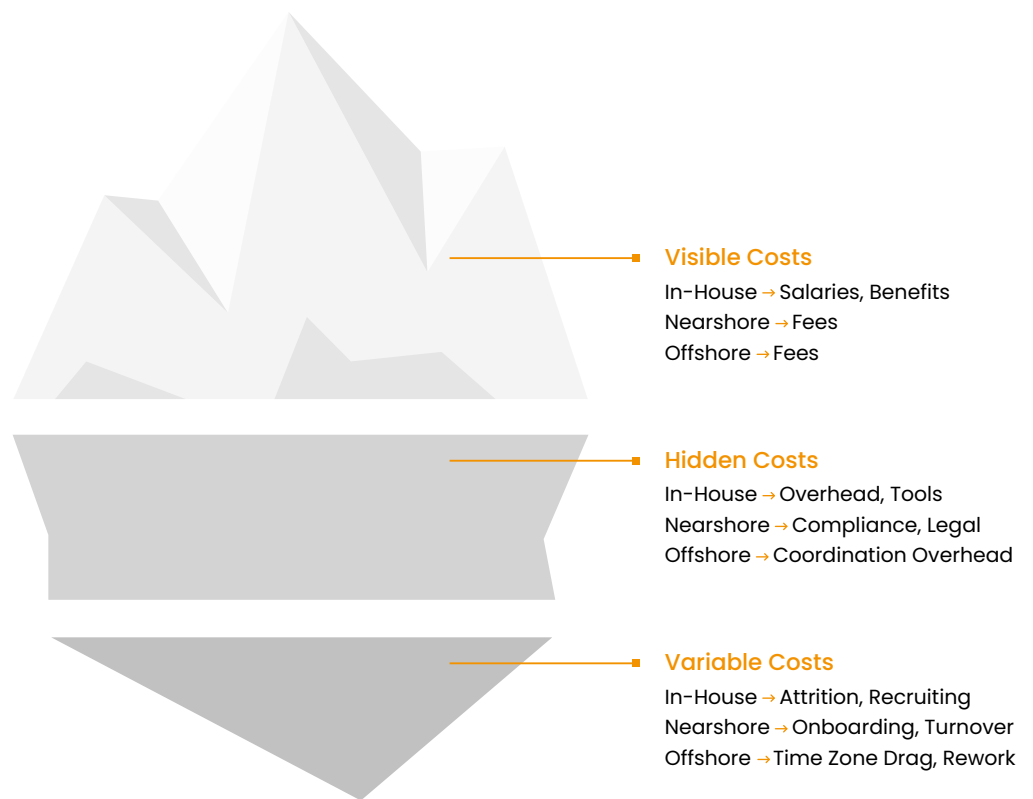 Visible Costs
In-House → Salaries, Benefits
Nearshore → Fees
Offshore → Fees
Hidden Costs
In-House → Overhead, Tools
Nearshore → Compliance, Legal
Offshore → Coordination Overhead
Variable Costs
In-House → Attrition, Recruiting
Nearshore → Onboarding, Turnover
Offshore → Time Zone Drag, Rework